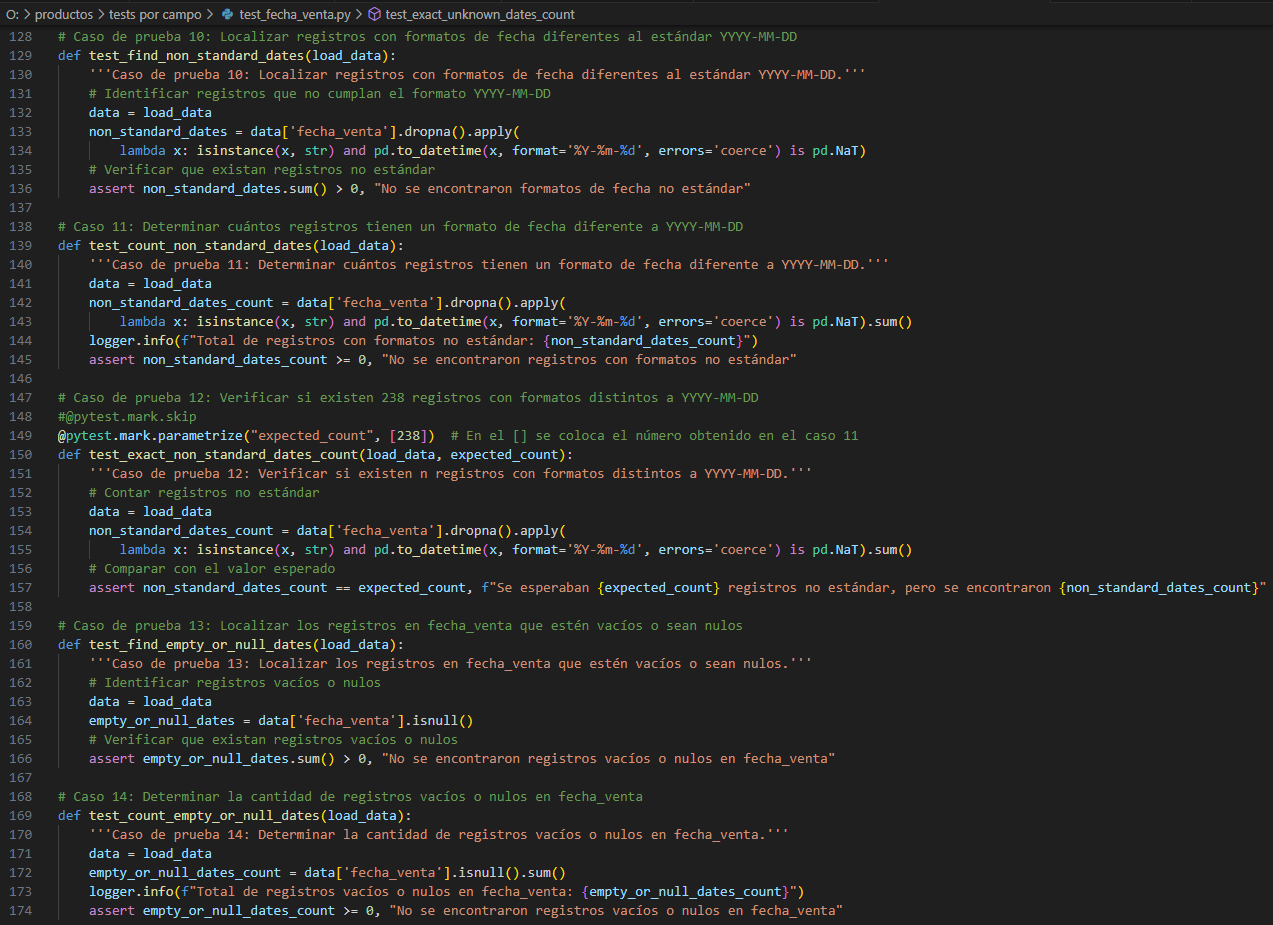 O: > productos > tests por campo > test_fecha_venta.py > test_exact_unknown_dates_count
128 # Caso de prueba 10: Localizar registros con formatos de fecha diferentes al estándar YYYY-MM-DD
129 def test_find_non_standard_dates(load_data):
130     '''Caso de prueba 10: Localizar registros con formatos de fecha diferentes al estándar YYYY-MM-DD.'''
131     # Identificar registros que no cumplan el formato YYYY-MM-DD
132     data = load_data
133     non_standard_dates = data['fecha_venta'].dropna().apply(
134         lambda x: isinstance(x, str) and pd.to_datetime(x, format='%Y-%m-%d', errors='coerce') is pd.NaT)
135     # Verificar que existan registros no estándar
136     assert non_standard_dates.sum() > 0, "No se encontraron formatos de fecha no estándar"
137
138 # Caso 11: Determinar cuántos registros tienen un formato de fecha diferente a YYYY-MM-DD
139 def test_count_non_standard_dates(load_data):
140     '''Caso de prueba 11: Determinar cuántos registros tienen un formato de fecha diferente a YYYY-MM-DD.'''
141     data = load_data
142     non_standard_dates_count = data['fecha_venta'].dropna().apply(
143         lambda x: isinstance(x, str) and pd.to_datetime(x, format='%Y-%m-%d', errors='coerce') is pd.NaT).sum()
144     logger.info(f"Total de registros con formatos no estándar: {non_standard_dates_count}")
145     assert non_standard_dates_count >= 0, "No se encontraron registros con formatos no estándar"
146
147 # Caso de prueba 12: Verificar si existen 238 registros con formatos distintos a YYYY-MM-DD
148 #@pytest.mark.skip
149 @pytest.mark.parametrize("expected_count", [238])  # En el [] se coloca el número obtenido en el caso 11
150 def test_exact_non_standard_dates_count(load_data, expected_count):
151     '''Caso de prueba 12: Verificar si existen n registros con formatos distintos a YYYY-MM-DD.'''
152     # Contar registros no estándar
153     data = load_data
154     non_standard_dates_count = data['fecha_venta'].dropna().apply(
155         lambda x: isinstance(x, str) and pd.to_datetime(x, format='%Y-%m-%d', errors='coerce') is pd.NaT).sum()
156     # Comparar con el valor esperado
157     assert non_standard_dates_count == expected_count, f"Se esperaban {expected_count} registros no estándar, pero se encontraron {non_standard_dates_count}"
158
159 # Caso de prueba 13: Localizar los registros en fecha_venta que estén vacíos o sean nulos
160 def test_find_empty_or_null_dates(load_data):
161     '''Caso de prueba 13: Localizar los registros en fecha_venta que estén vacíos o sean nulos.'''
162     # Identificar registros vacíos o nulos
163     data = load_data
164     empty_or_null_dates = data['fecha_venta'].isnull()
165     # Verificar que existan registros vacíos o nulos
166     assert empty_or_null_dates.sum() > 0, "No se encontraron registros vacíos o nulos en fecha_venta"
167
168 # Caso 14: Determinar la cantidad de registros vacíos o nulos en fecha_venta
169 def test_count_empty_or_null_dates(load_data):
170     '''Caso de prueba 14: Determinar la cantidad de registros vacíos o nulos en fecha_venta.'''
171     data = load_data
172     empty_or_null_dates_count = data['fecha_venta'].isnull().sum()
173     logger.info(f"Total de registros vacíos o nulos en fecha_venta: {empty_or_null_dates_count}")
174     assert empty_or_null_dates_count >= 0, "No se encontraron registros vacíos o nulos en fecha_venta"